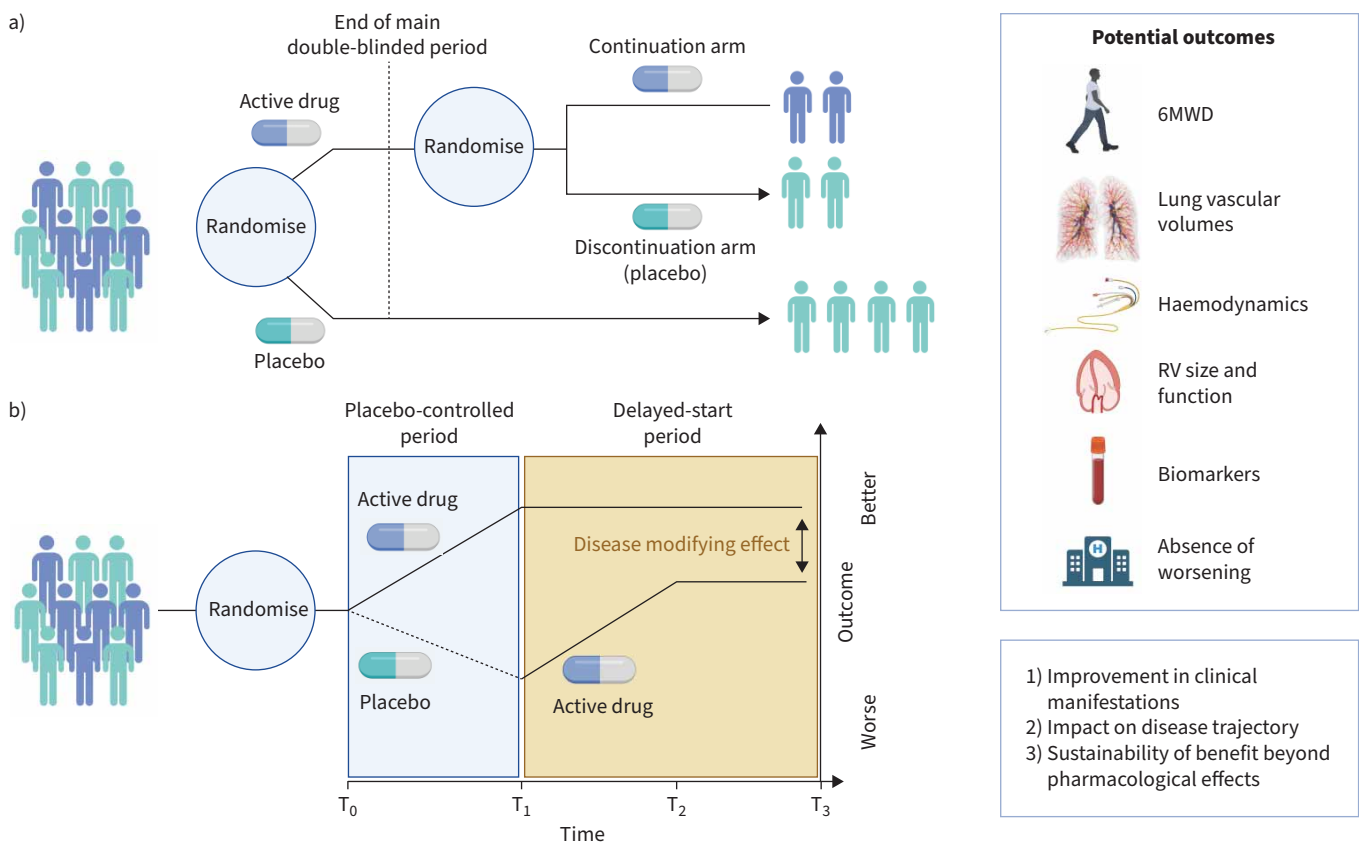 a)
End of main
double-blinded period
Active drug
Randomise
Placebo
Randomise
Continuation arm
Discontinuation arm
(placebo)
b)
Randomise
Placebo-controlled
period
Delayed-start
period
Active drug
Placebo
Disease modifying effect
Active drug
Better
Outcome
Worse
T0
T1
T2
T3
Time
Potential outcomes
6MWD
Lung vascular
volumes
Haemodynamics
RV size and
function
Biomarkers
H
Absence of
worsening
1) Improvement in clinical
manifestations
2) Impact on disease trajectory
3) Sustainability of benefit beyond
pharmacological effects